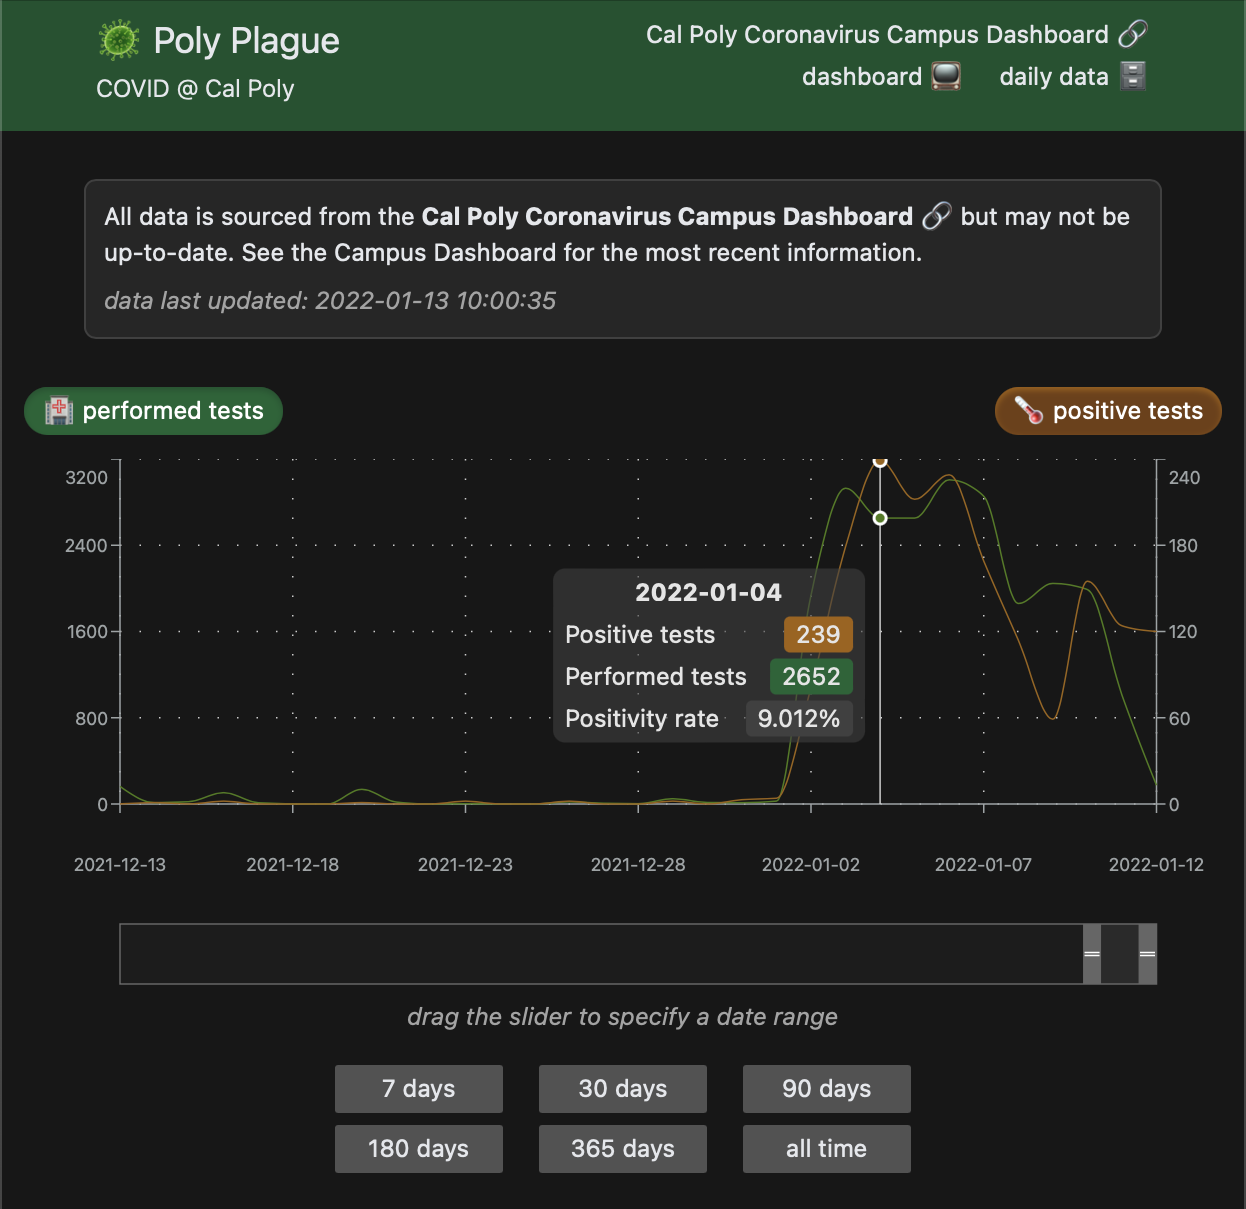 Poly Plague
COVID @ Cal Poly
Cal Poly Coronavirus Campus Dashboard
dashboard
daily data
All data is sourced from the Cal Poly Coronavirus Campus Dashboard but may not be
up-to-date. See the Campus Dashboard for the most recent information.
data last updated: 2022-01-13 10:00:35
performed tests
positive tests
3200
2400
1600
800
0
240
180
120
60
0
2022-01-04
Positive tests 239
Performed tests 2652
Positivity rate 9.012%
2021-12-13 2021-12-18 2021-12-23 2021-12-28 2022-01-02 2022-01-07 2022-01-12
drag the slider to specify a date range
7 days 30 days 90 days
180 days 365 days all time